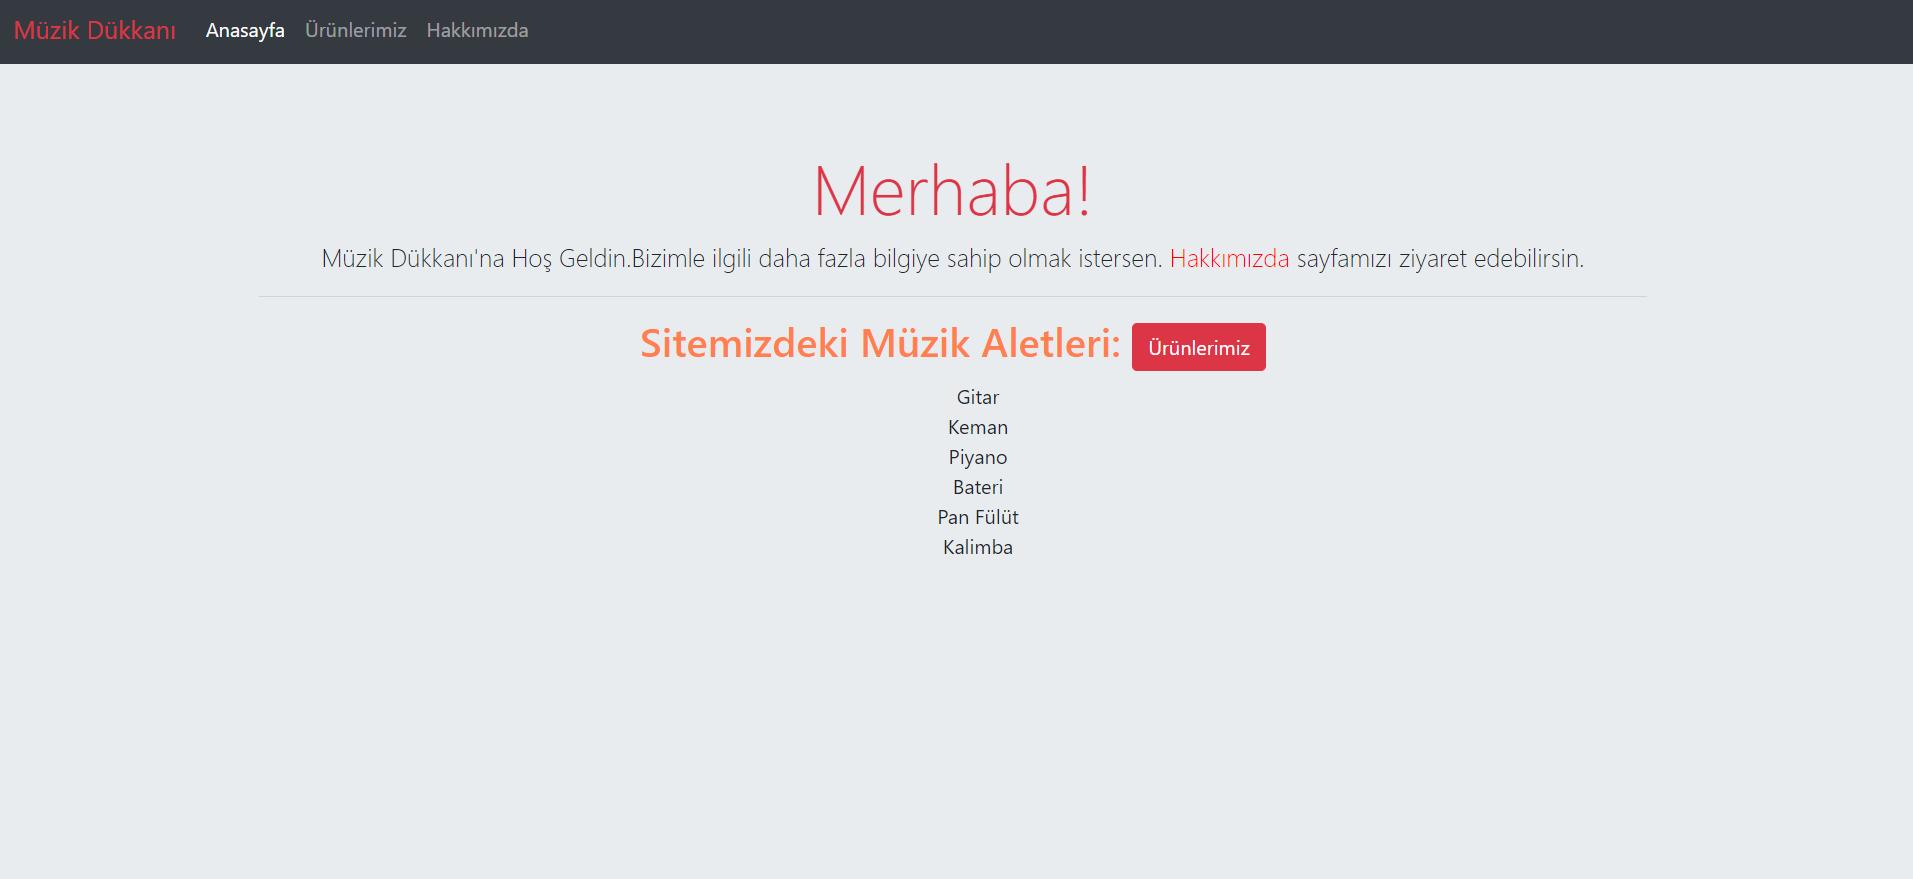 Müzik Dükkanı Anasayfa Ürünlerimiz Hakkımızda
Merhaba!
Müzik Dükkanı'na Hoş Geldin.Bizimle ilgili daha fazla bilgiye sahip olmak istersen. Hakkımızda sayfamızı ziyaret edebilirsin.
Sitemizdeki Müzik Aletleri: Ürünlerimiz
Gitar
Keman
Piyano
Bateri
Pan Fülüt
Kalimba